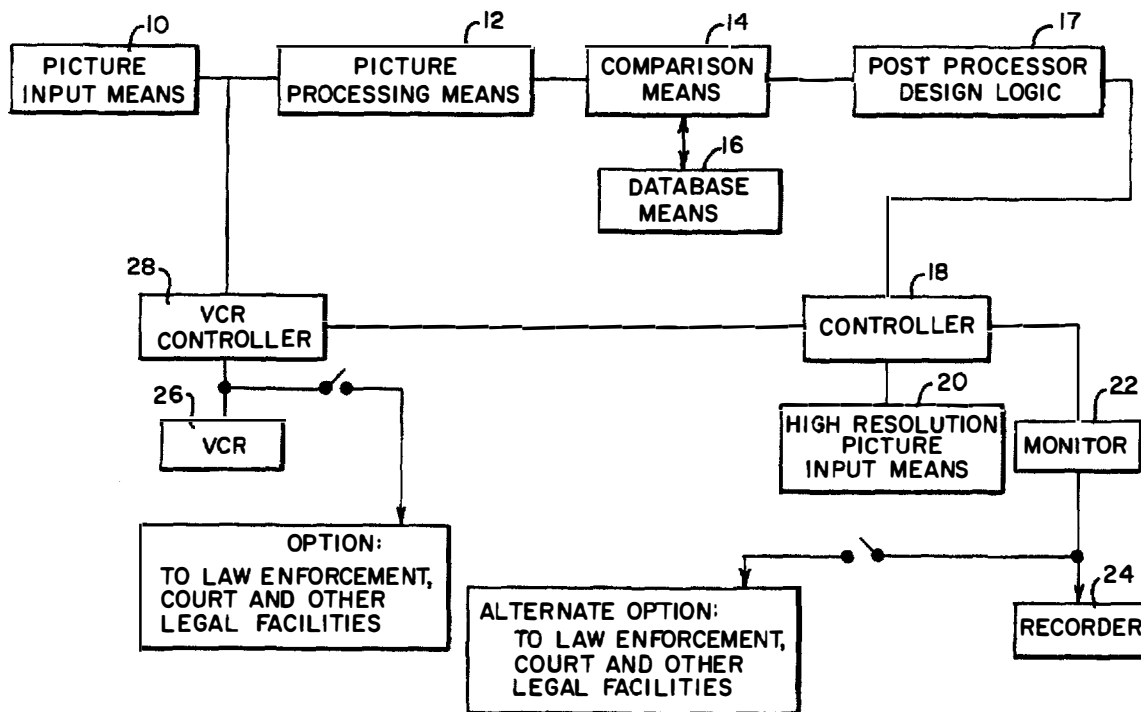 10
PICTURE
INPUT MEANS
12
PICTURE
PROCESSING MEANS
14
COMPARISON
MEANS
17
POST PROCESSOR
DESIGN LOGIC
16
DATABASE
MEANS
28
VCR
CONTROLLER
18
CONTROLLER
26
VCR
20
HIGH RESOLUTION
PICTURE
INPUT MEANS
22
MONITOR
OPTION:
TO LAW ENFORCEMENT,
COURT AND OTHER
LEGAL FACILITIES
ALTERNATE OPTION:
TO LAW ENFORCEMENT,
COURT AND OTHER
LEGAL FACILITIES
24
RECORDER